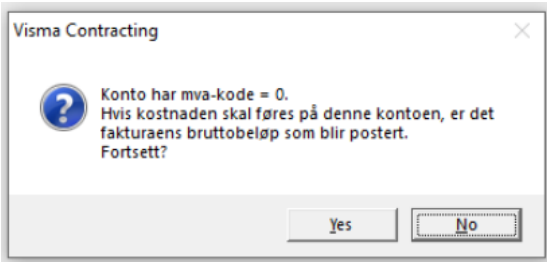 Visma Contracting
Konto har mva-kode = 0.
Hvis kostnaden skal føres på denne kontoen, er det
fakturaens bruttobeløp som blir postert.
Fortsett?
Yes
No